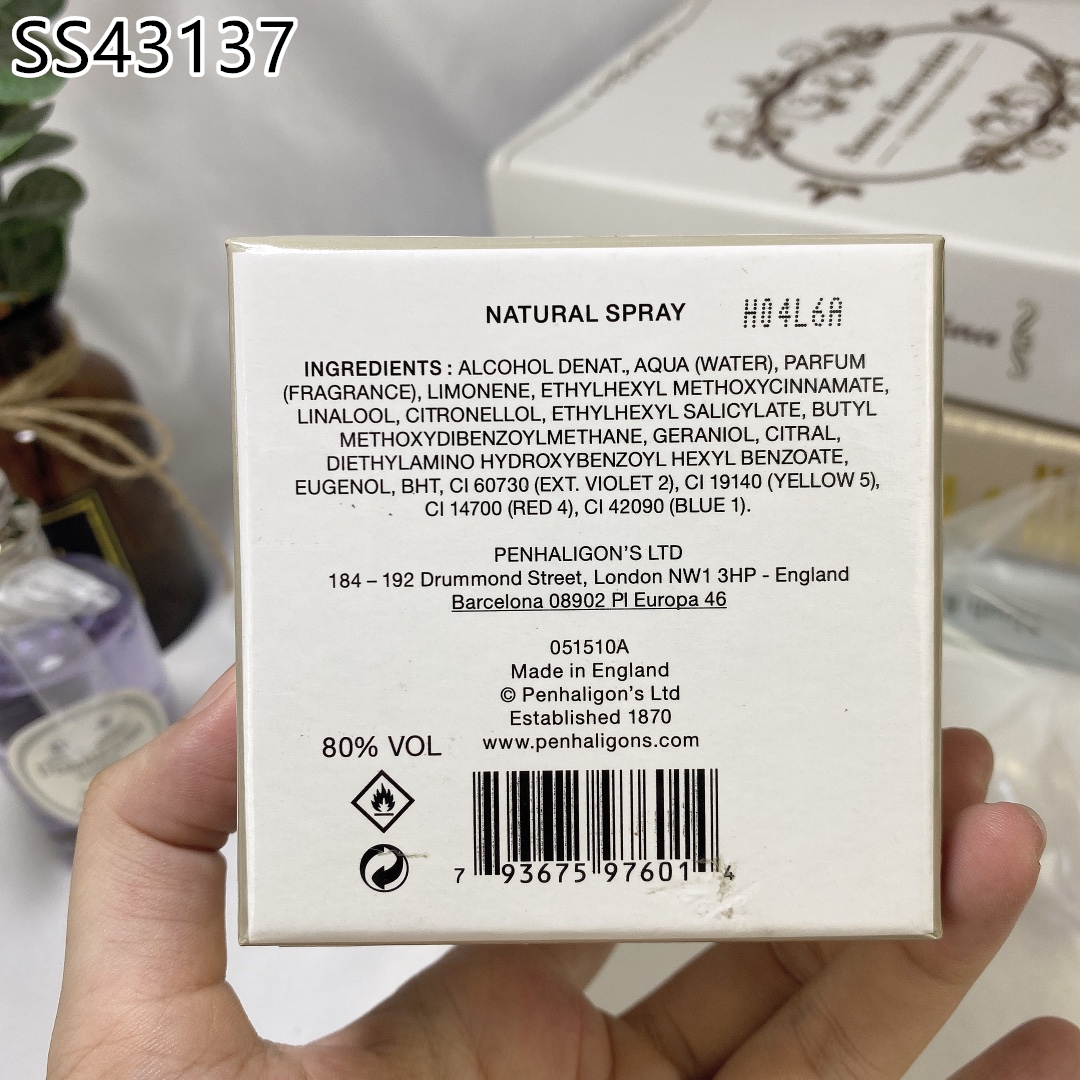 SS43137
NATURAL SPRAY H04L6A
INGREDIENTS : ALCOHOL DENAT., AQUA (WATER), PARFUM
(FRAGRANCE), LIMONENE, ETHYLHEXYL METHOXYCINNAMATE,
LINALOOL, CITRONELLOL, ETHYLHEXYL SALICYLATE, BUTYL
METHOXYDIBENZOYLMETHANE, GERANIOL, CITRAL,
DIETHYLAMINO HYDROXYBENZOYL HEXYL BENZOATE,
EUGENOL, BHT, CI 60730 (EXT. VIOLET 2), CI 19140 (YELLOW 5),
CI 14700 (RED 4), CI 42090 (BLUE 1).
PENHALIGON'S LTD
184 – 192 Drummond Street, London NW1 3HP - England
Barcelona 08902 Pl Europa 46
051510A
Made in England
© Penhaligon's Ltd
Established 1870
80% VOL www.penhaligons.com
7 93675 97601 4